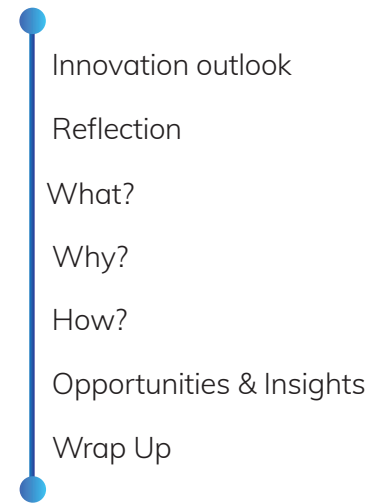 Innovation outlook
Reflection
What?
Why?
How?
Opportunities & Insights
Wrap Up